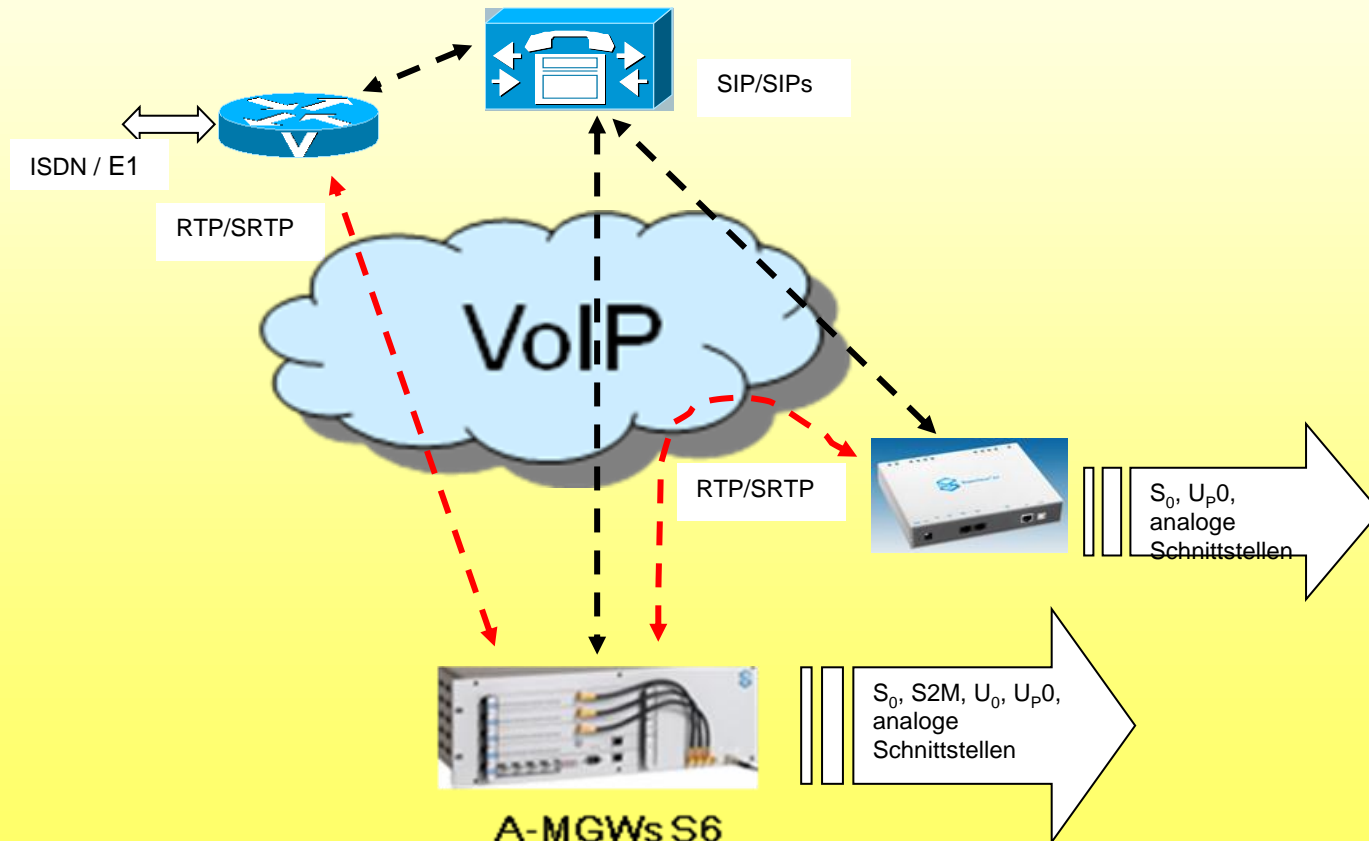 SIP/SIPs
ISDN / E1
RTP/SRTP
VoIP
RTP/SRTP
S₀, Uₚ0,
analoge
Schnittstellen
S₀, S2M, U₀, Uₚ0,
analoge
Schnittstellen
A-MGWs S6